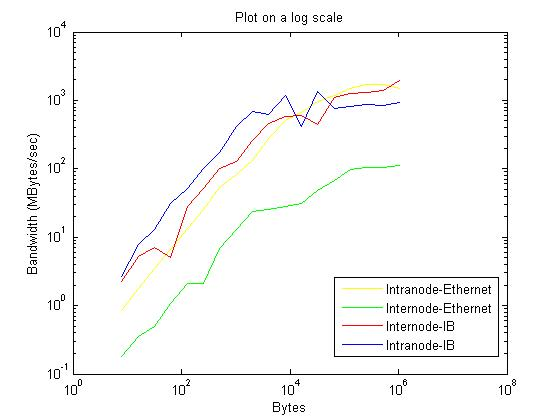 Plot on a log scale
10^4
10^3
10^2
10^1
10^0
10^-1
Bandwidth (MBytes/sec)
Intranode-Ethernet
Internode-Ethernet
Internode-IB
Intranode-IB
10^0 10^2 10^4 10^6 10^8
Bytes